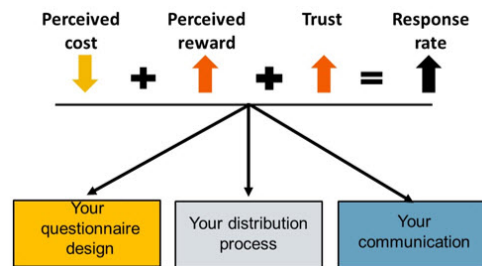 Perceived cost
Perceived reward
Trust
Response rate
+ + =
Your questionnaire design
Your distribution process
Your communication